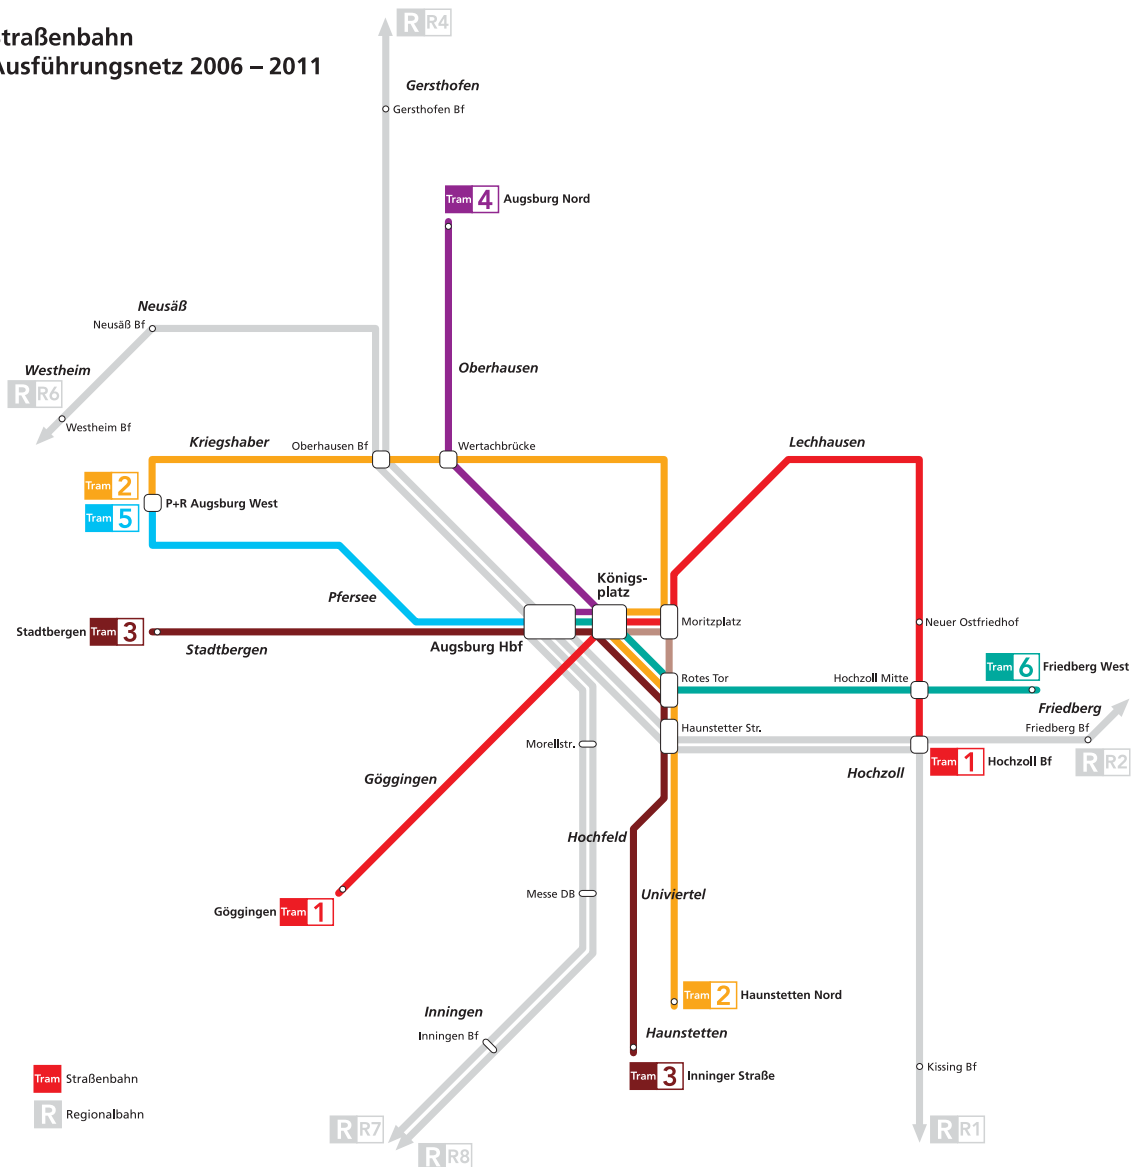 straßenbahn
Ausführungsnetz 2006 – 2011
R R4
Gersthofen
Gersthofen Bf
Tram 4 Augsburg Nord
Neusäß
Neusäß Bf
Westheim
R R6
Westheim Bf
Oberhausen
Kriegshaber
Oberhausen Bf
Wertachbrücke
Lechhausen
Tram 2
P+R Augsburg West
Tram 5
Königs-
platz
Pfersee
Moritzplatz
Neuer Ostfriedhof
Stadtbergen Tram 3
Stadtbergen
Augsburg Hbf
Rotes Tor
Hochzoll Mitte
Tram 6 Friedberg West
Friedberg
Haunstetter Str.
Friedberg Bf
Morellstr.
Tram 1 Hochzoll Bf
R R2
Hochzoll
Göggingen
Hochfeld
Messe DB
Univiertel
Göggingen Tram 1
Tram 2 Haunstetten Nord
Inningen
Inningen Bf
Haunstetten
Kissing Bf
Tram 3 Inninger Straße
Tram Straßenbahn
R Regionalbahn
R R7
R R1
R R8